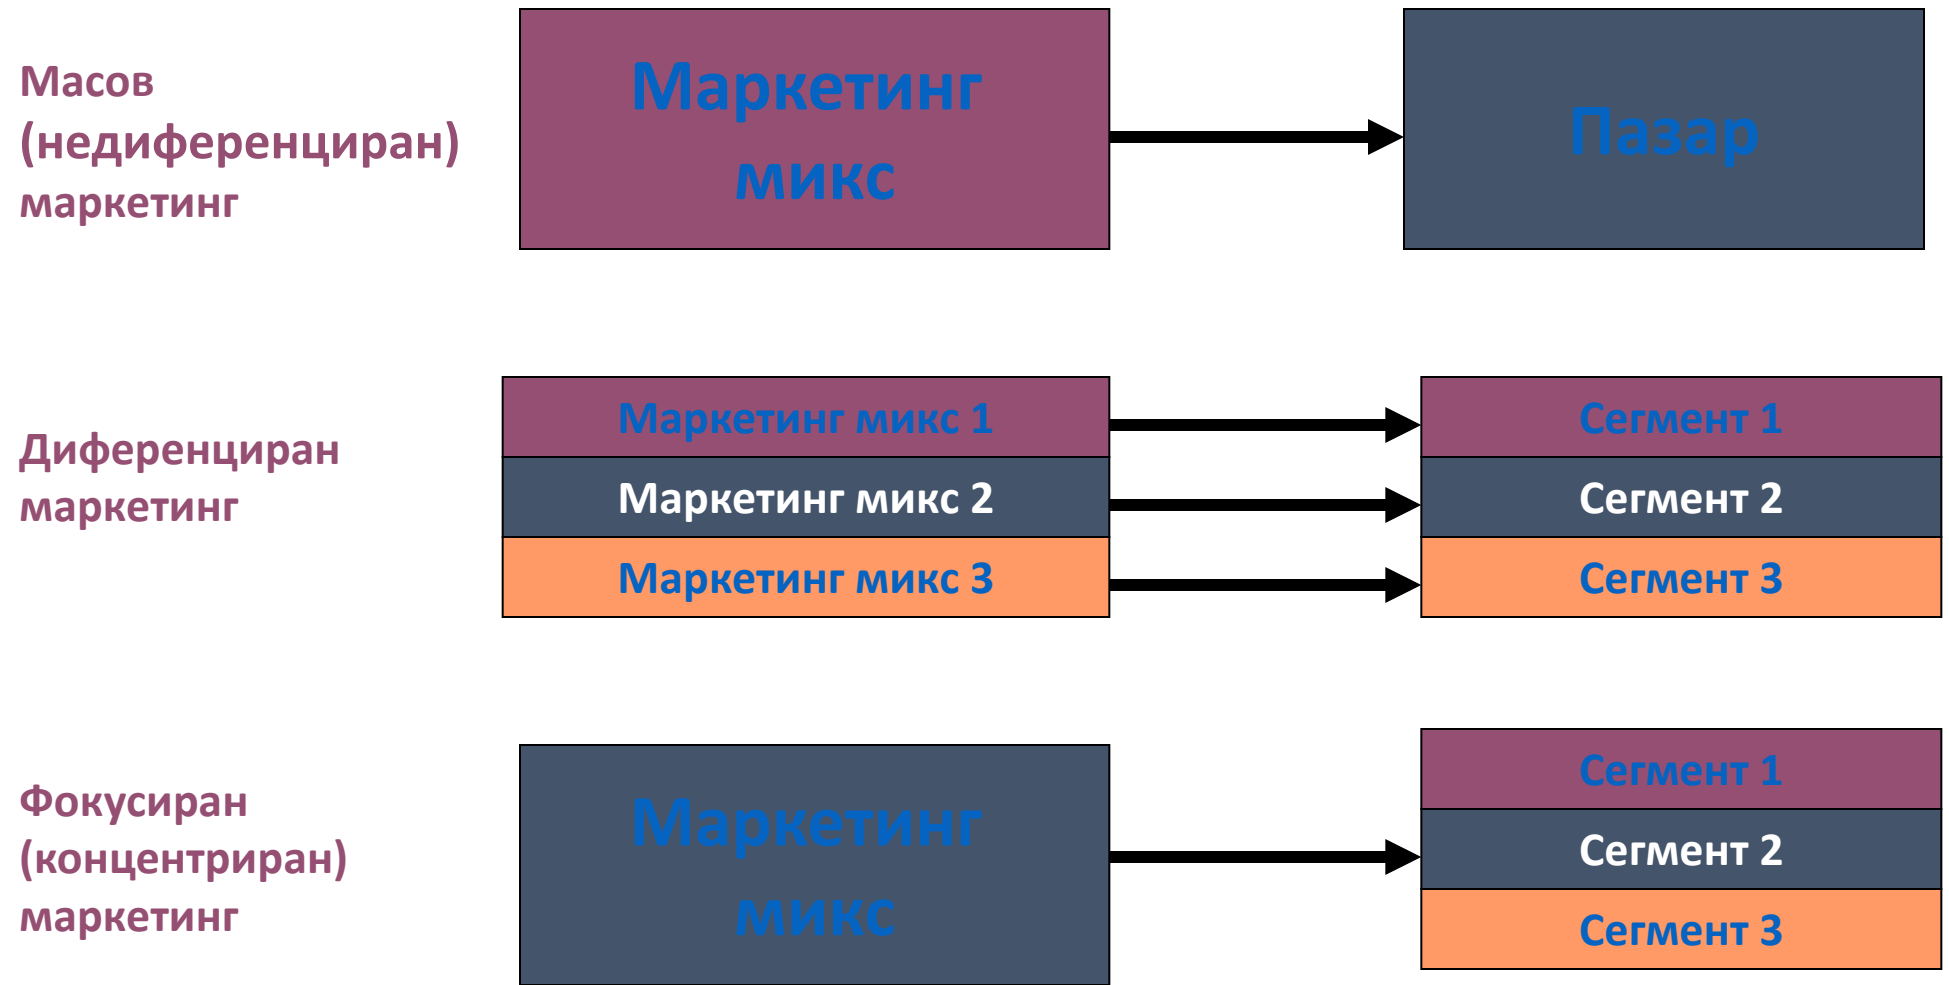 Масов
(недиференциран)
маркетинг
Маркетинг
микс
Пазар
Диференциран
маркетинг
Маркетинг микс 1
Маркетинг микс 2
Маркетинг микс 3
Сегмент 1
Сегмент 2
Сегмент 3
Фокусиран
(концентриран)
маркетинг
Маркетинг
микс
Сегмент 1
Сегмент 2
Сегмент 3